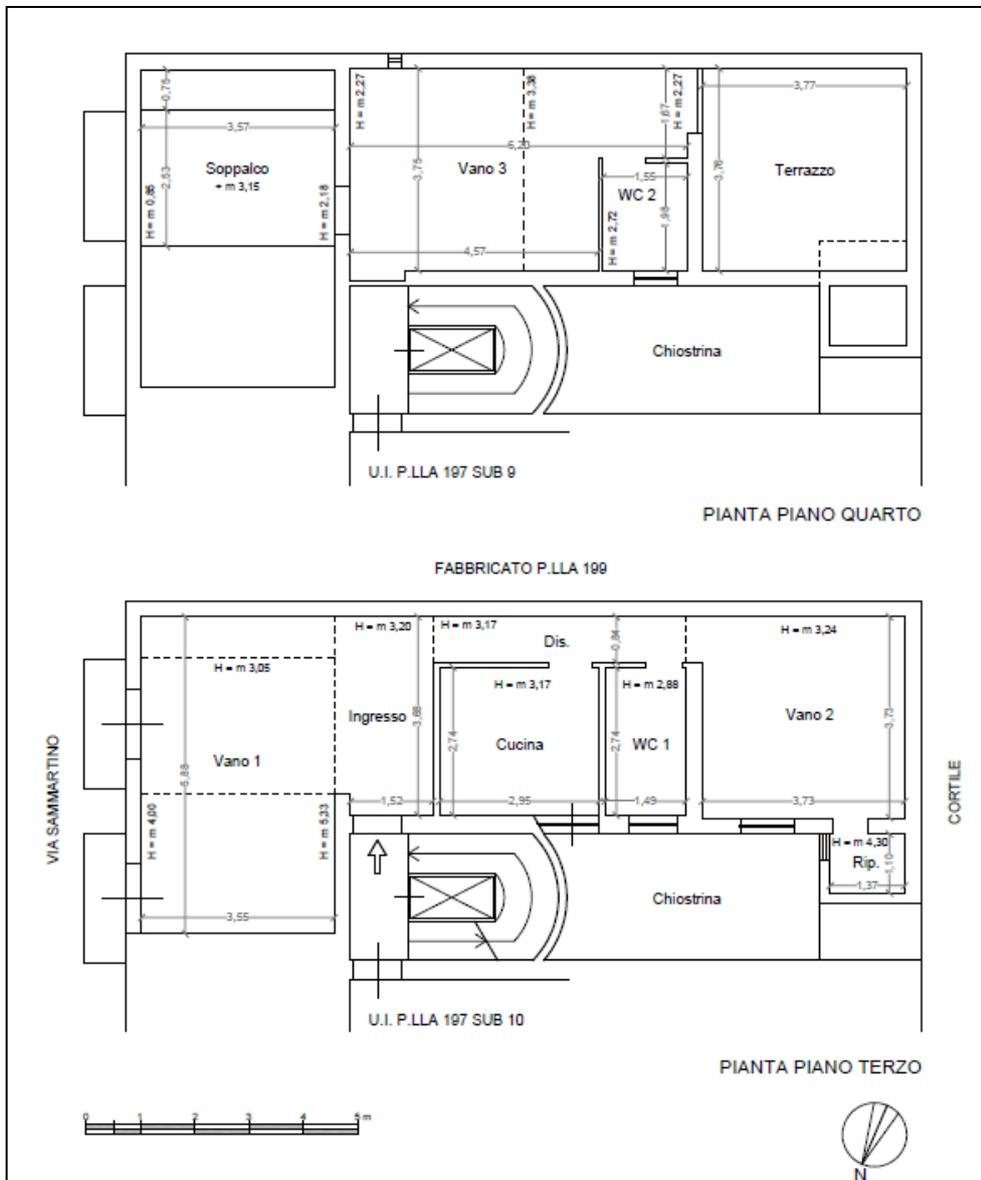 0,75
H = m 2,27
H = m 3,38
H = m 2,27
1,67
3,77
3,57
6,20
Soppalco
+ m 3,15
Vano 3
Terrazzo
2,53
3,75
3,76
1,55
WC 2
H = m 0,85
H = m 2,18
H = m 2,72
1,98
4,57
Chiostrina
U.I. P.LLA 197 SUB 9
PIANTA PIANO QUARTO
FABBRICATO P.LLA 199
H = m 3,20
H = m 3,17
H = m 3,24
Dis.
0,84
H = m 3,05
H = m 3,17
H = m 2,88
Ingresso
3,68
Vano 2
3,73
2,74
Cucina
2,74
WC 1
Vano 1
5,88
VIA SAMMARTINO
CORTILE
1,52
2,95
1,49
3,73
H = m 4,00
H = m 5,33
H = m 4,30
Rip.
1,10
1,37
Chiostrina
3,55
U.I. P.LLA 197 SUB 10
PIANTA PIANO TERZO
0 1 2 3 4 5 m
N